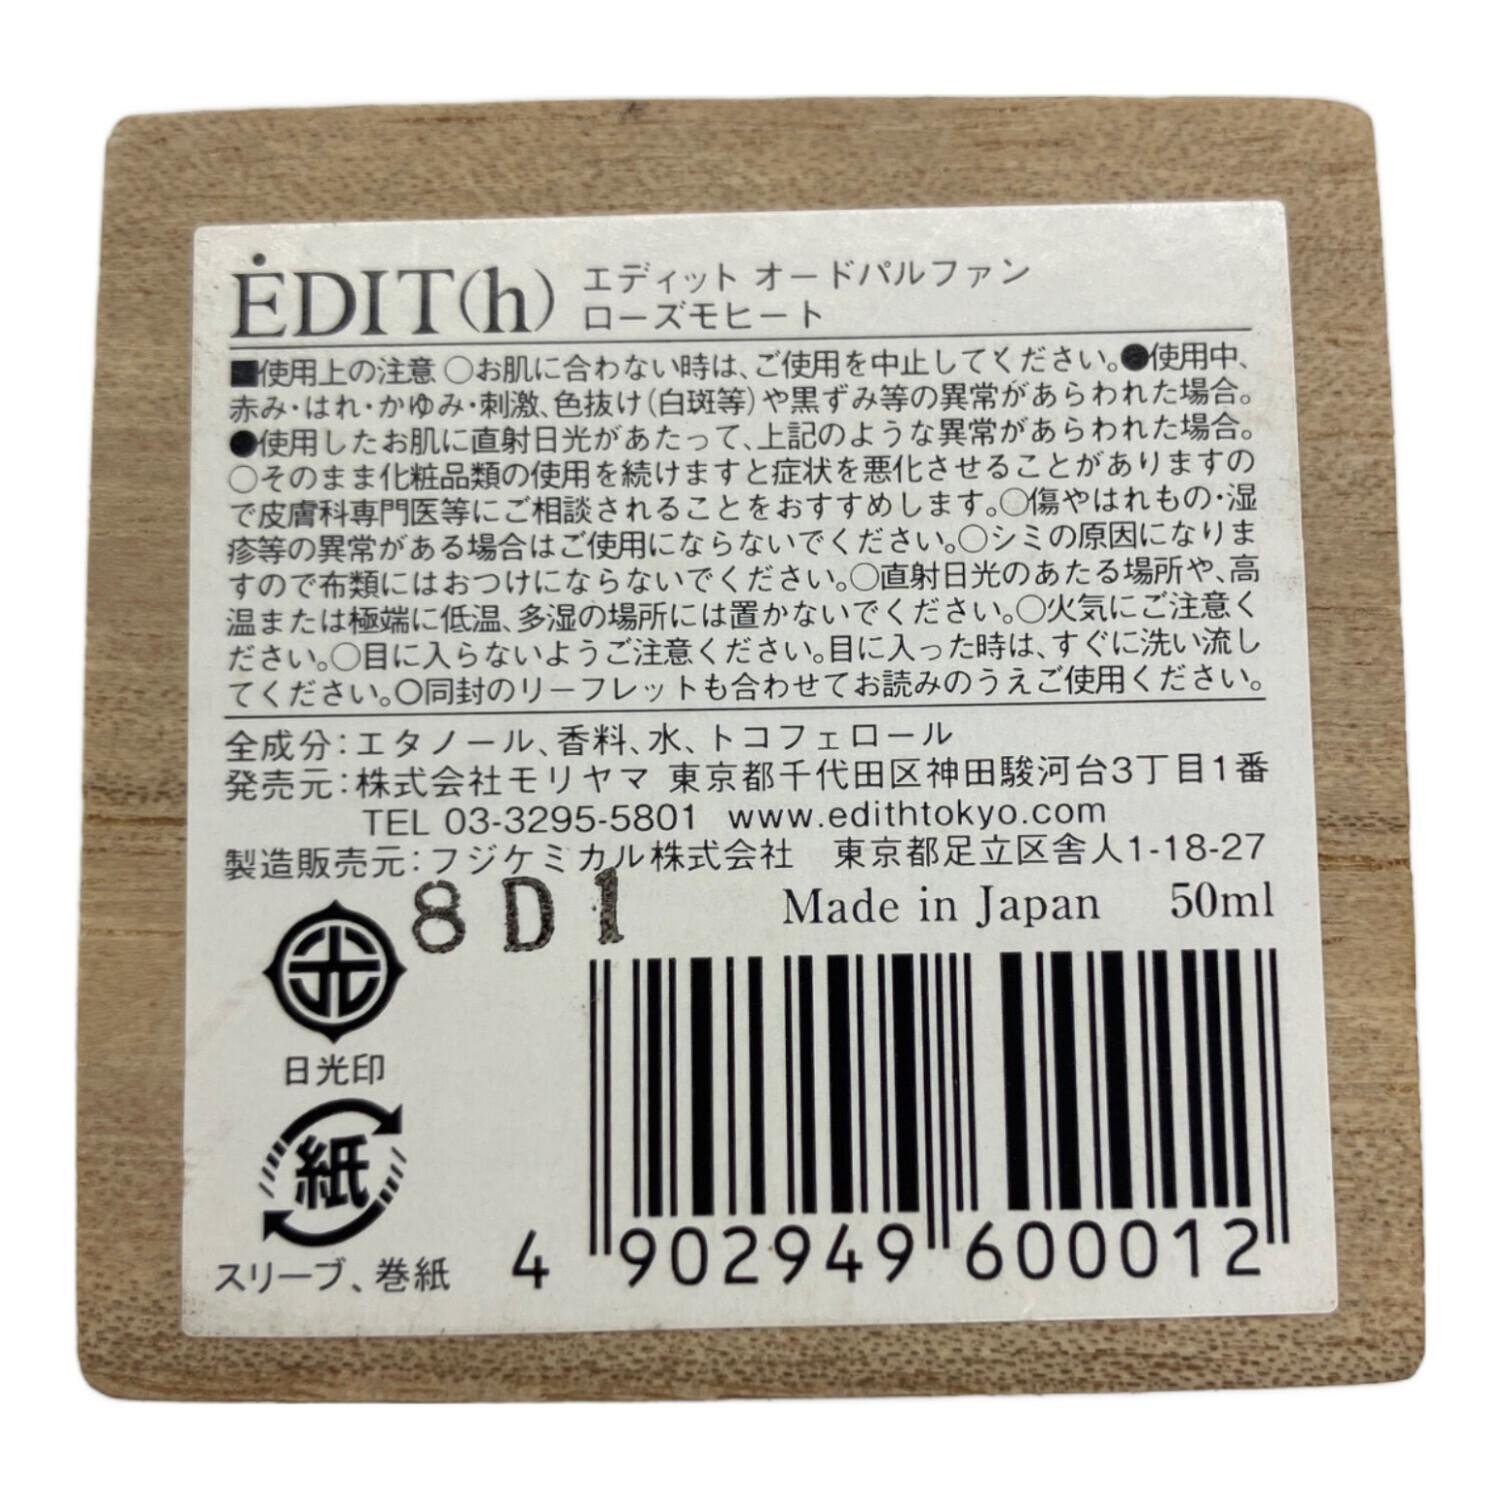 ĖDIT(h) エディット オードパルファン
ローズモヒート
■使用上の注意 ○お肌に合わない時は、ご使用を中止してください。●使用中、
赤み・はれ・かゆみ・刺激、色抜け(白斑等)や黒ずみ等の異常があらわれた場合。
●使用したお肌に直射日光があたって、上記のような異常があらわれた場合。
○そのまま化粧品類の使用を続けますと症状を悪化させることがありますの
で皮膚科専門医等にご相談されることをおすすめします。○傷やはれもの・湿
疹等の異常がある場合はご使用にならないでください。○シミの原因になりま
すので布類にはおつけにならないでください。○直射日光のあたる場所や、高
温または極端に低温、多湿の場所には置かないでください。○火気にご注意く
ださい。○目に入らないようご注意ください。目に入った時は、すぐに洗い流し
てください。○同封のリーフレットも合わせてお読みのうえご使用ください。
全成分:エタノール、香料、水、トコフェロール
発売元:株式会社モリヤマ 東京都千代田区神田駿河台3丁目1番
TEL 03-3295-5801 www.edithtokyo.com
製造販売元:フジケミカル株式会社 東京都足立区舎人1-18-27
8D1
Made in Japan 50ml
光
日光印
紙
スリーブ、巻紙
4 902949 600012